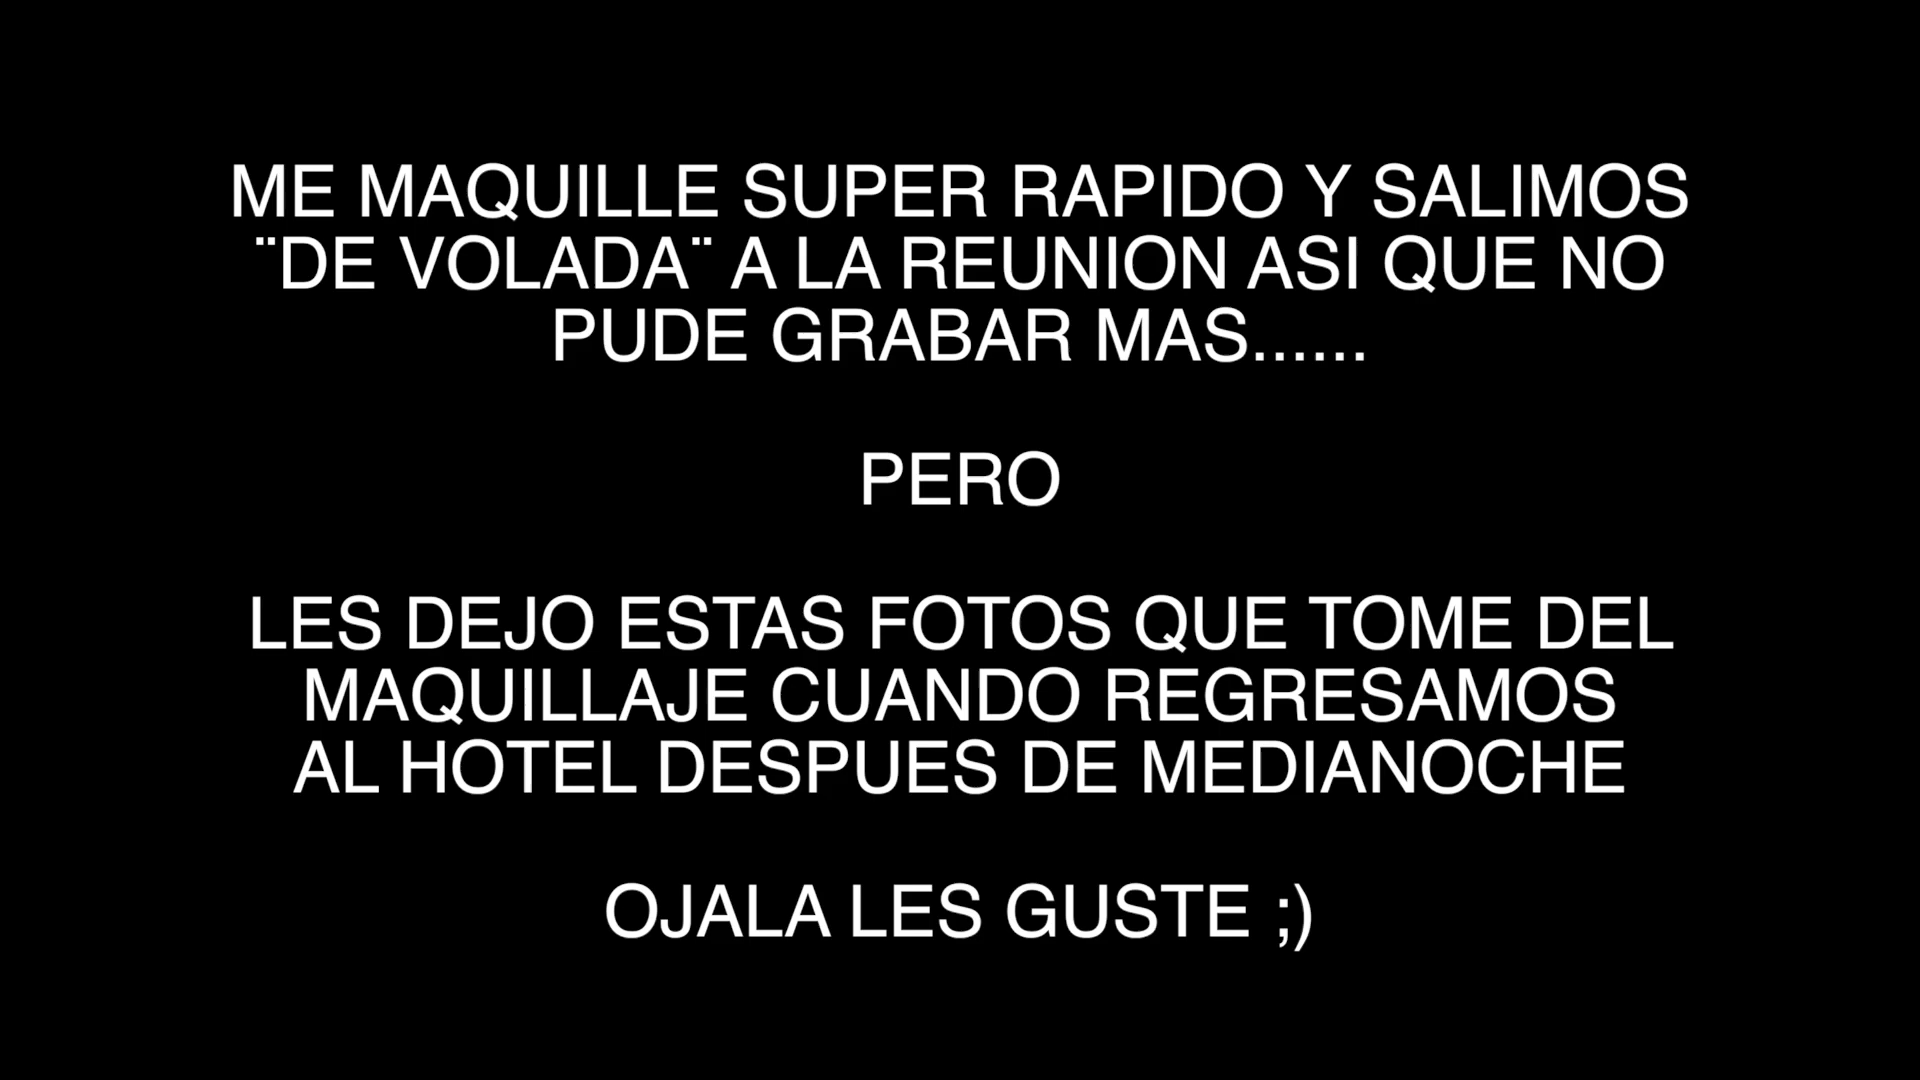 ME MAQUILLE SUPER RAPIDO Y SALIMOS
¨DE VOLADA¨ A LA REUNION ASI QUE NO
PUDE GRABAR MAS......
PERO
LES DEJO ESTAS FOTOS QUE TOME DEL
MAQUILLAJE CUANDO REGRESAMOS
AL HOTEL DESPUES DE MEDIANOCHE
OJALA LES GUSTE ;)